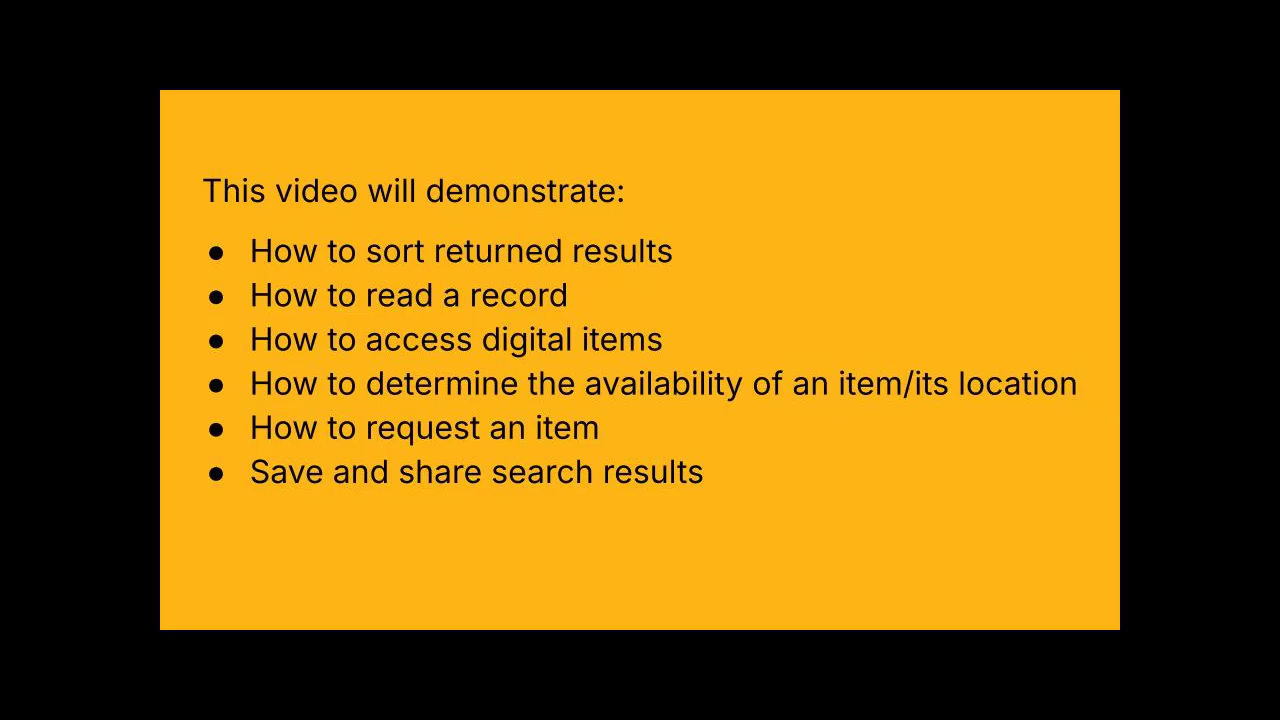 This video will demonstrate:
● How to sort returned results
● How to read a record
● How to access digital items
● How to determine the availability of an item/its location
● How to request an item
● Save and share search results